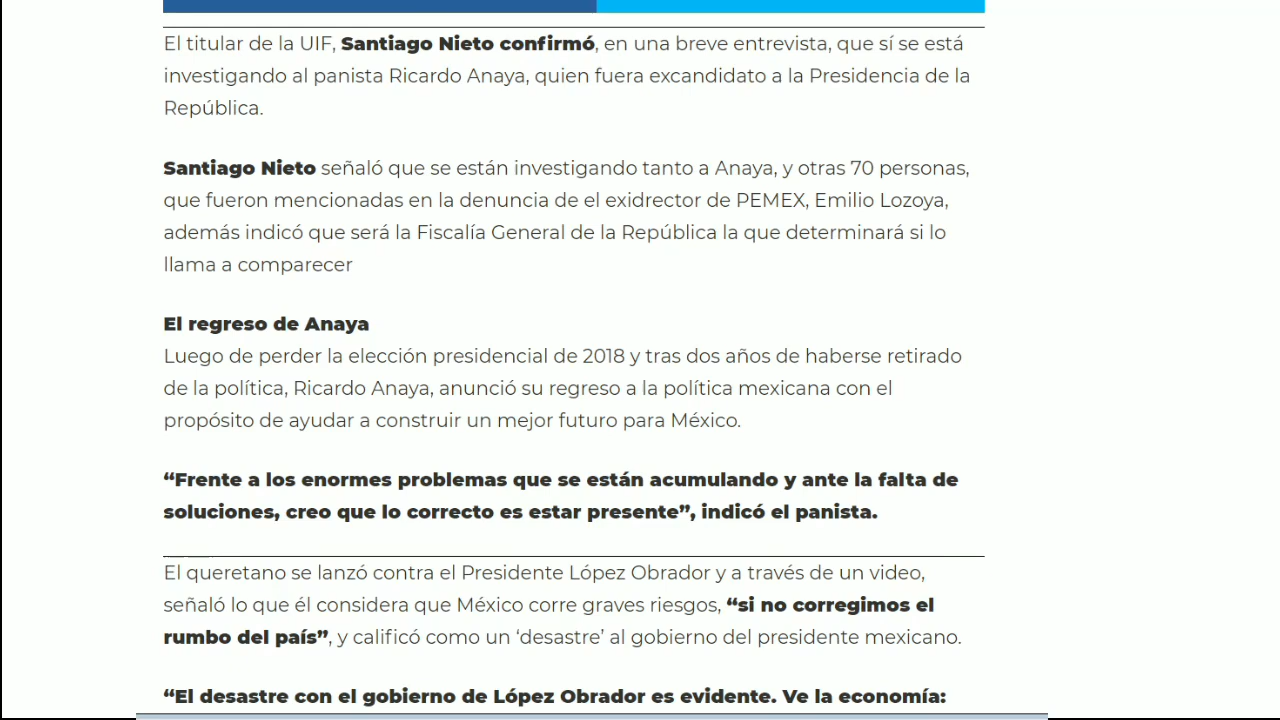 El titular de la UIF, Santiago Nieto confirmó, en una breve entrevista, que sí se está
investigando al panista Ricardo Anaya, quien fuera excandidato a la Presidencia de la
República.
Santiago Nieto señaló que se están investigando tanto a Anaya, y otras 70 personas,
que fueron mencionadas en la denuncia de el exidrector de PEMEX, Emilio Lozoya,
además indicó que será la Fiscalía General de la República la que determinará si lo
llama a comparecer
El regreso de Anaya
Luego de perder la elección presidencial de 2018 y tras dos años de haberse retirado
de la política, Ricardo Anaya, anunció su regreso a la política mexicana con el
propósito de ayudar a construir un mejor futuro para México.
“Frente a los enormes problemas que se están acumulando y ante la falta de
soluciones, creo que lo correcto es estar presente”, indicó el panista.
El queretano se lanzó contra el Presidente López Obrador y a través de un video,
señaló lo que él considera que México corre graves riesgos, “si no corregimos el
rumbo del país”, y calificó como un ‘desastre’ al gobierno del presidente mexicano.
“El desastre con el gobierno de López Obrador es evidente. Ve la economía: